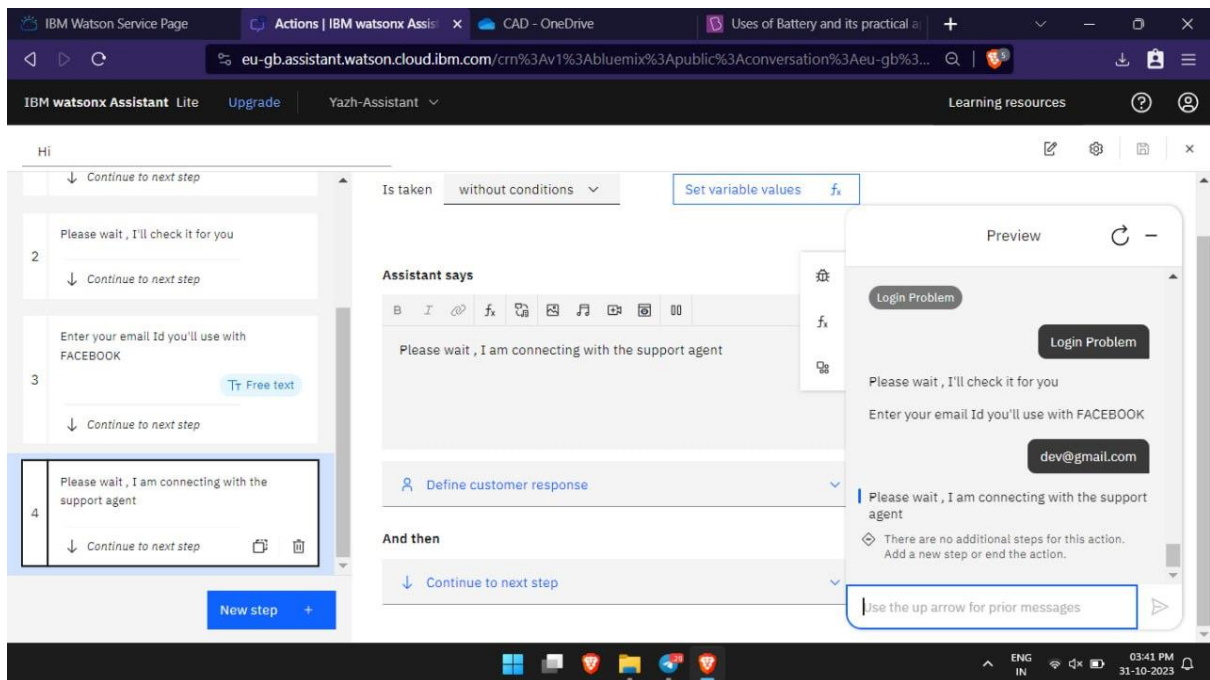 IBM Watson Service Page
Actions | IBM watsonx Assis
CAD - OneDrive
Uses of Battery and its practical a
eu-gb.assistant.watson.cloud.ibm.com/crn%3Av1%3Abluemix%3Apublic%3Aconversation%3Aeu-gb%3...
5
IBM watsonx Assistant Lite
Upgrade
Yazh-Assistant
Learning resources
Hi
Continue to next step
2
Please wait , I'll check it for you
Continue to next step
3
Enter your email Id you'll use with
FACEBOOK
Free text
Continue to next step
4
Please wait , I am connecting with the
support agent
Continue to next step
New step +
Is taken
without conditions
Set variable values fx
Assistant says
B I fx
Please wait , I am connecting with the support agent
Define customer response
And then
Continue to next step
fx
Preview
Login Problem
Login Problem
Please wait , I'll check it for you
Enter your email Id you'll use with FACEBOOK
dev@gmail.com
Please wait , I am connecting with the support
agent
There are no additional steps for this action.
Add a new step or end the action.
Use the up arrow for prior messages
ENG
IN
03:41 PM
31-10-2023